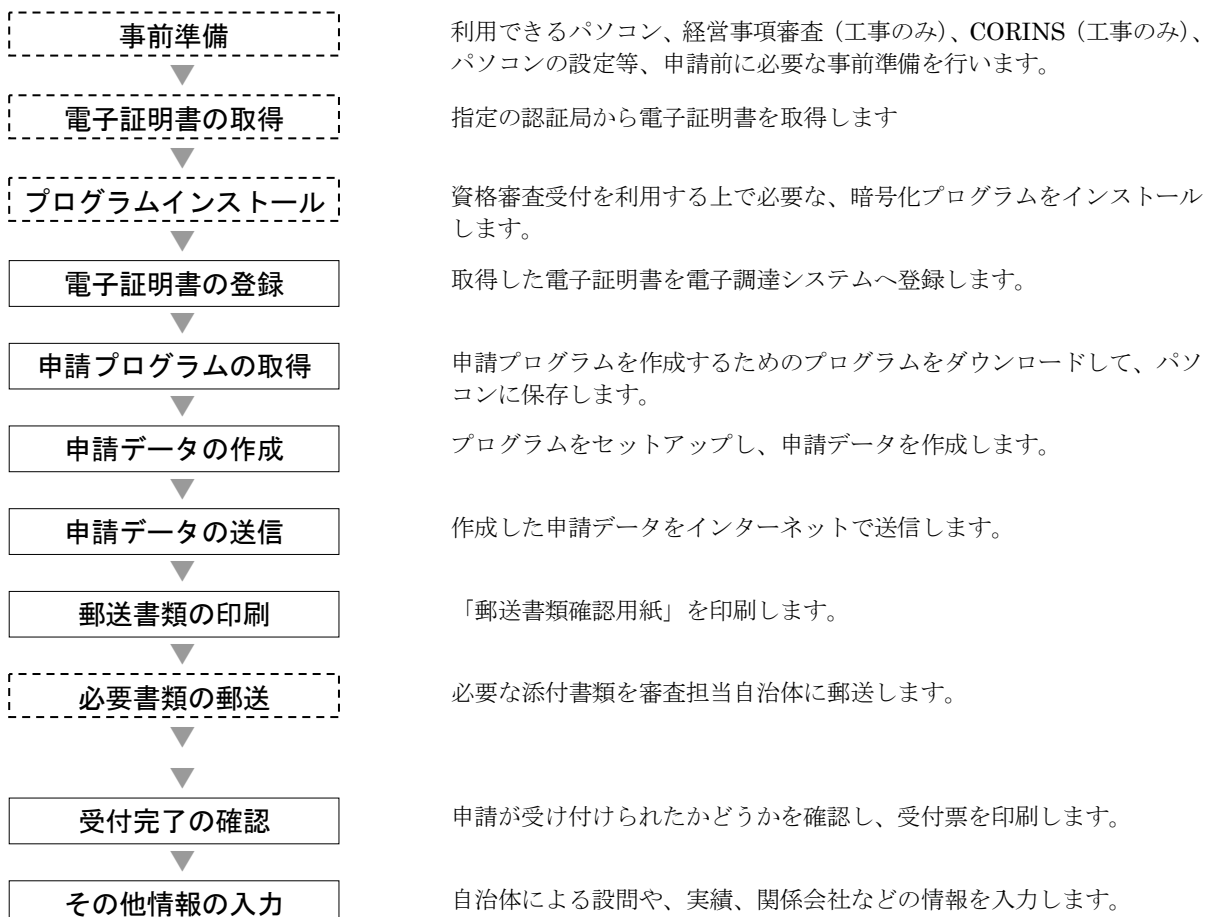 事前準備
利用できるパソコン、経営事項審査（工事のみ）、CORINS（工事のみ）、
パソコンの設定等、申請前に必要な事前準備を行います。
電子証明書の取得
指定の認証局から電子証明書を取得します
プログラムインストール
資格審査受付を利用する上で必要な、暗号化プログラムをインストール
します。
電子証明書の登録
取得した電子証明書を電子調達システムへ登録します。
申請プログラムの取得
申請プログラムを作成するためのプログラムをダウンロードして、パソ
コンに保存します。
申請データの作成
プログラムをセットアップし、申請データを作成します。
申請データの送信
作成した申請データをインターネットで送信します。
郵送書類の印刷
「郵送書類確認用紙」を印刷します。
必要書類の郵送
必要な添付書類を審査担当自治体に郵送します。
受付完了の確認
申請が受け付けられたかどうかを確認し、受付票を印刷します。
その他情報の入力
自治体による設問や、実績、関係会社などの情報を入力します。